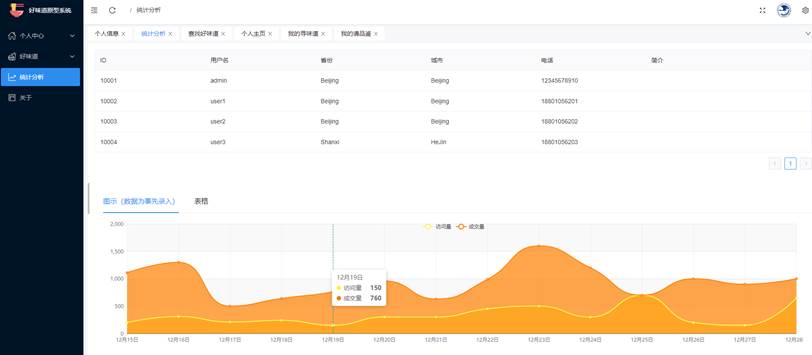 好味道原型系统
/ 统计分析
个人中心
好味道
统计分析
关于
个人信息 × 统计分析 × 查找好味道 × 个人主页 × 我的寻味道 × 我的请品鉴 ×
ID 用户名 省份 城市 电话 简介
10001 admin Beijing Beijing 12345678910
10002 user1 Beijing Beijing 18801056201
10003 user2 Beijing Beijing 18801056202
10004 user3 Shanxi HeJin 18801056203
< 1 >
图示（数据为事先录入） 表格
访问量 成交量
2,000
1,500
1,000
500
0
12月19日
访问量 150
成交量 760
12月15日 12月16日 12月17日 12月18日 12月19日 12月20日 12月21日 12月22日 12月23日 12月24日 12月25日 12月26日 12月27日 12月28